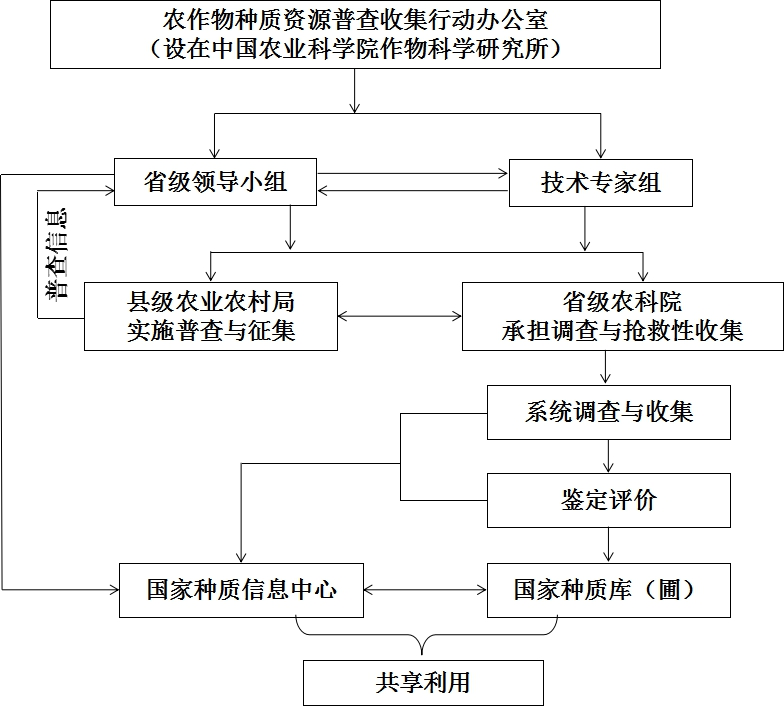 农作物种质资源普查收集行动办公室
（设在中国农业科学院作物科学研究所）
省级领导小组
技术专家组
普查信息
县级农业农村局
实施普查与征集
省级农科院
承担调查与抢救性收集
系统调查与收集
鉴定评价
国家种质信息中心
国家种质库（圃）
共享利用